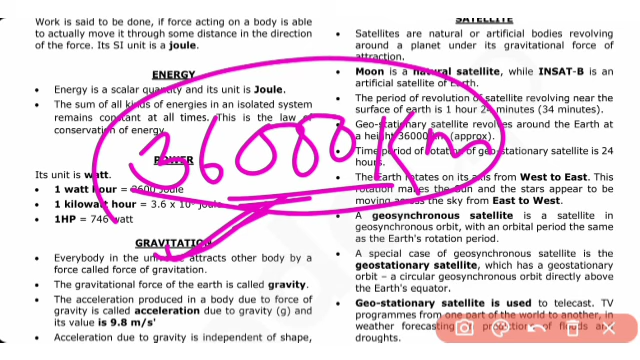 Work is said to be done, if force acting on a body is able
to actually move it through some distance in the direction
of the force. Its SI unit is a joule.
ENERGY
• Energy is a scalar quantity and its unit is Joule.
• The sum of all kinds of energies in an isolated system
remains constant at all times. This is the law of
conservation of energy.
POWER
Its unit is watt.
• 1 watt hour = 3600 Joule
• 1 kilowatt hour = 3.6 x 10 Joule
• 1HP = 746 watt
GRAVITATION
• Everybody in the universe attracts other body by a
force called force of gravitation.
• The gravitational force of the earth is called gravity.
• The acceleration produced in a body due to force of
gravity is called acceleration due to gravity (g) and
its value is 9.8 m/s²
• Acceleration due to gravity is independent of shape,
SATELLITE
• Satellites are natural or artificial bodies revolving
around a planet under its gravitational force of
attraction.
• Moon is a natural satellite, while INSAT-B is an
artificial satellite of Earth.
• The period of revolution of satellite revolving near the
surface of earth is 1 hour 24 minutes (34 minutes).
• Geo-stationary satellite revolves around the Earth at
a height 36000 km (approx).
• Time period of rotation of geo-stationary satellite is 24
hours.
• The Earth rotates on its axis from West to East. This
rotation makes the Sun and the stars appear to be
moving across the sky from East to West.
• A geosynchronous satellite is a satellite in
geosynchronous orbit, with an orbital period the same
as the Earth's rotation period.
• A special case of geosynchronous satellite is the
geostationary satellite, which has a geostationary
orbit – a circular geosynchronous orbit directly above
the Earth's equator.
• Geo-stationary satellite is used to telecast. TV
programmes from one part of the world to another, in
weather forecasting, prediction of floods and
droughts.
36000 Km